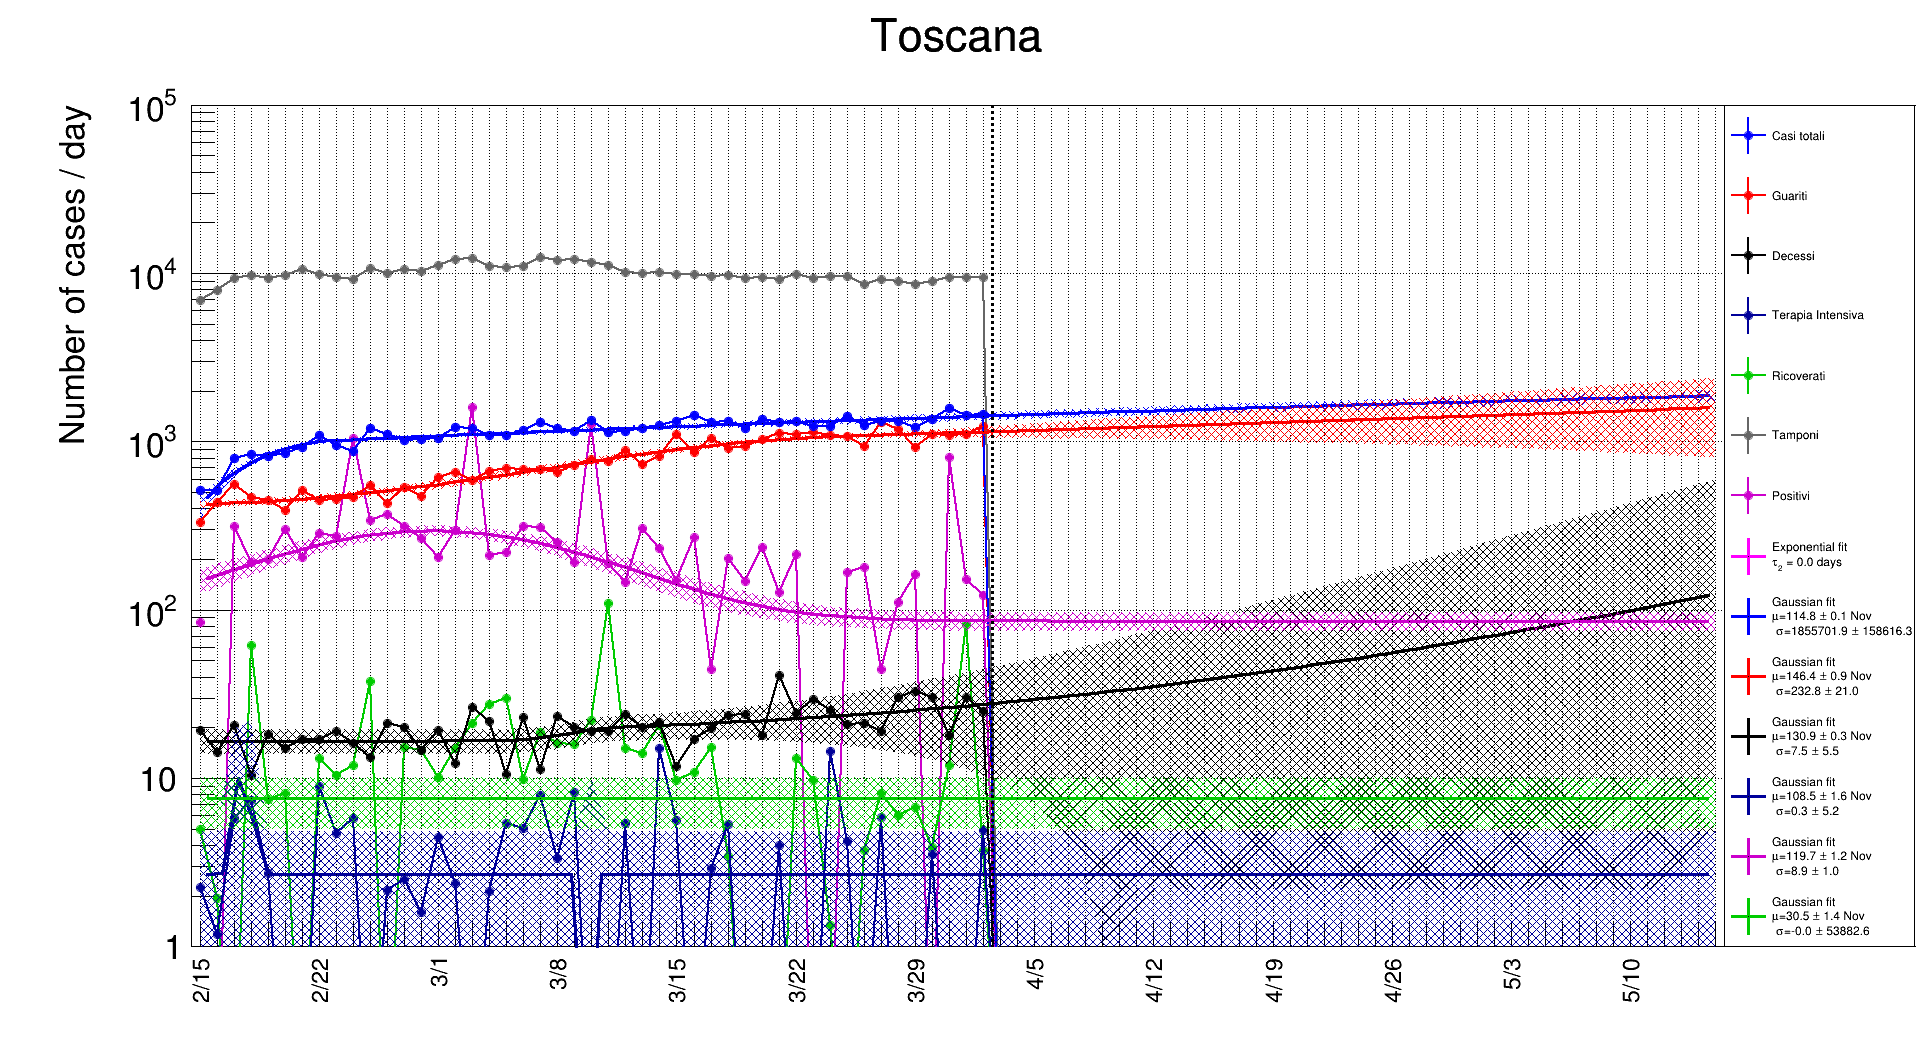 Toscana
Number of cases / day
10^5
10^4
10^3
10^2
10
1
2/15
2/22
3/1
3/8
3/15
3/22
3/29
4/5
4/12
4/19
4/26
5/3
5/10
Casi totali
Guariti
Decessi
Terapia Intensiva
Ricoverati
Tamponi
Positivi
Exponential fit
τ₂ = 0.0 days
Gaussian fit
μ=114.8 ± 0.1 Nov
σ=1855701.9 ± 158616.3
Gaussian fit
μ=146.4 ± 0.9 Nov
σ=232.8 ± 21.0
Gaussian fit
μ=130.9 ± 0.3 Nov
σ=7.5 ± 5.5
Gaussian fit
μ=108.5 ± 1.6 Nov
σ=0.3 ± 5.2
Gaussian fit
μ=119.7 ± 1.2 Nov
σ=8.9 ± 1.0
Gaussian fit
μ=30.5 ± 1.4 Nov
σ=-0.0 ± 53882.6